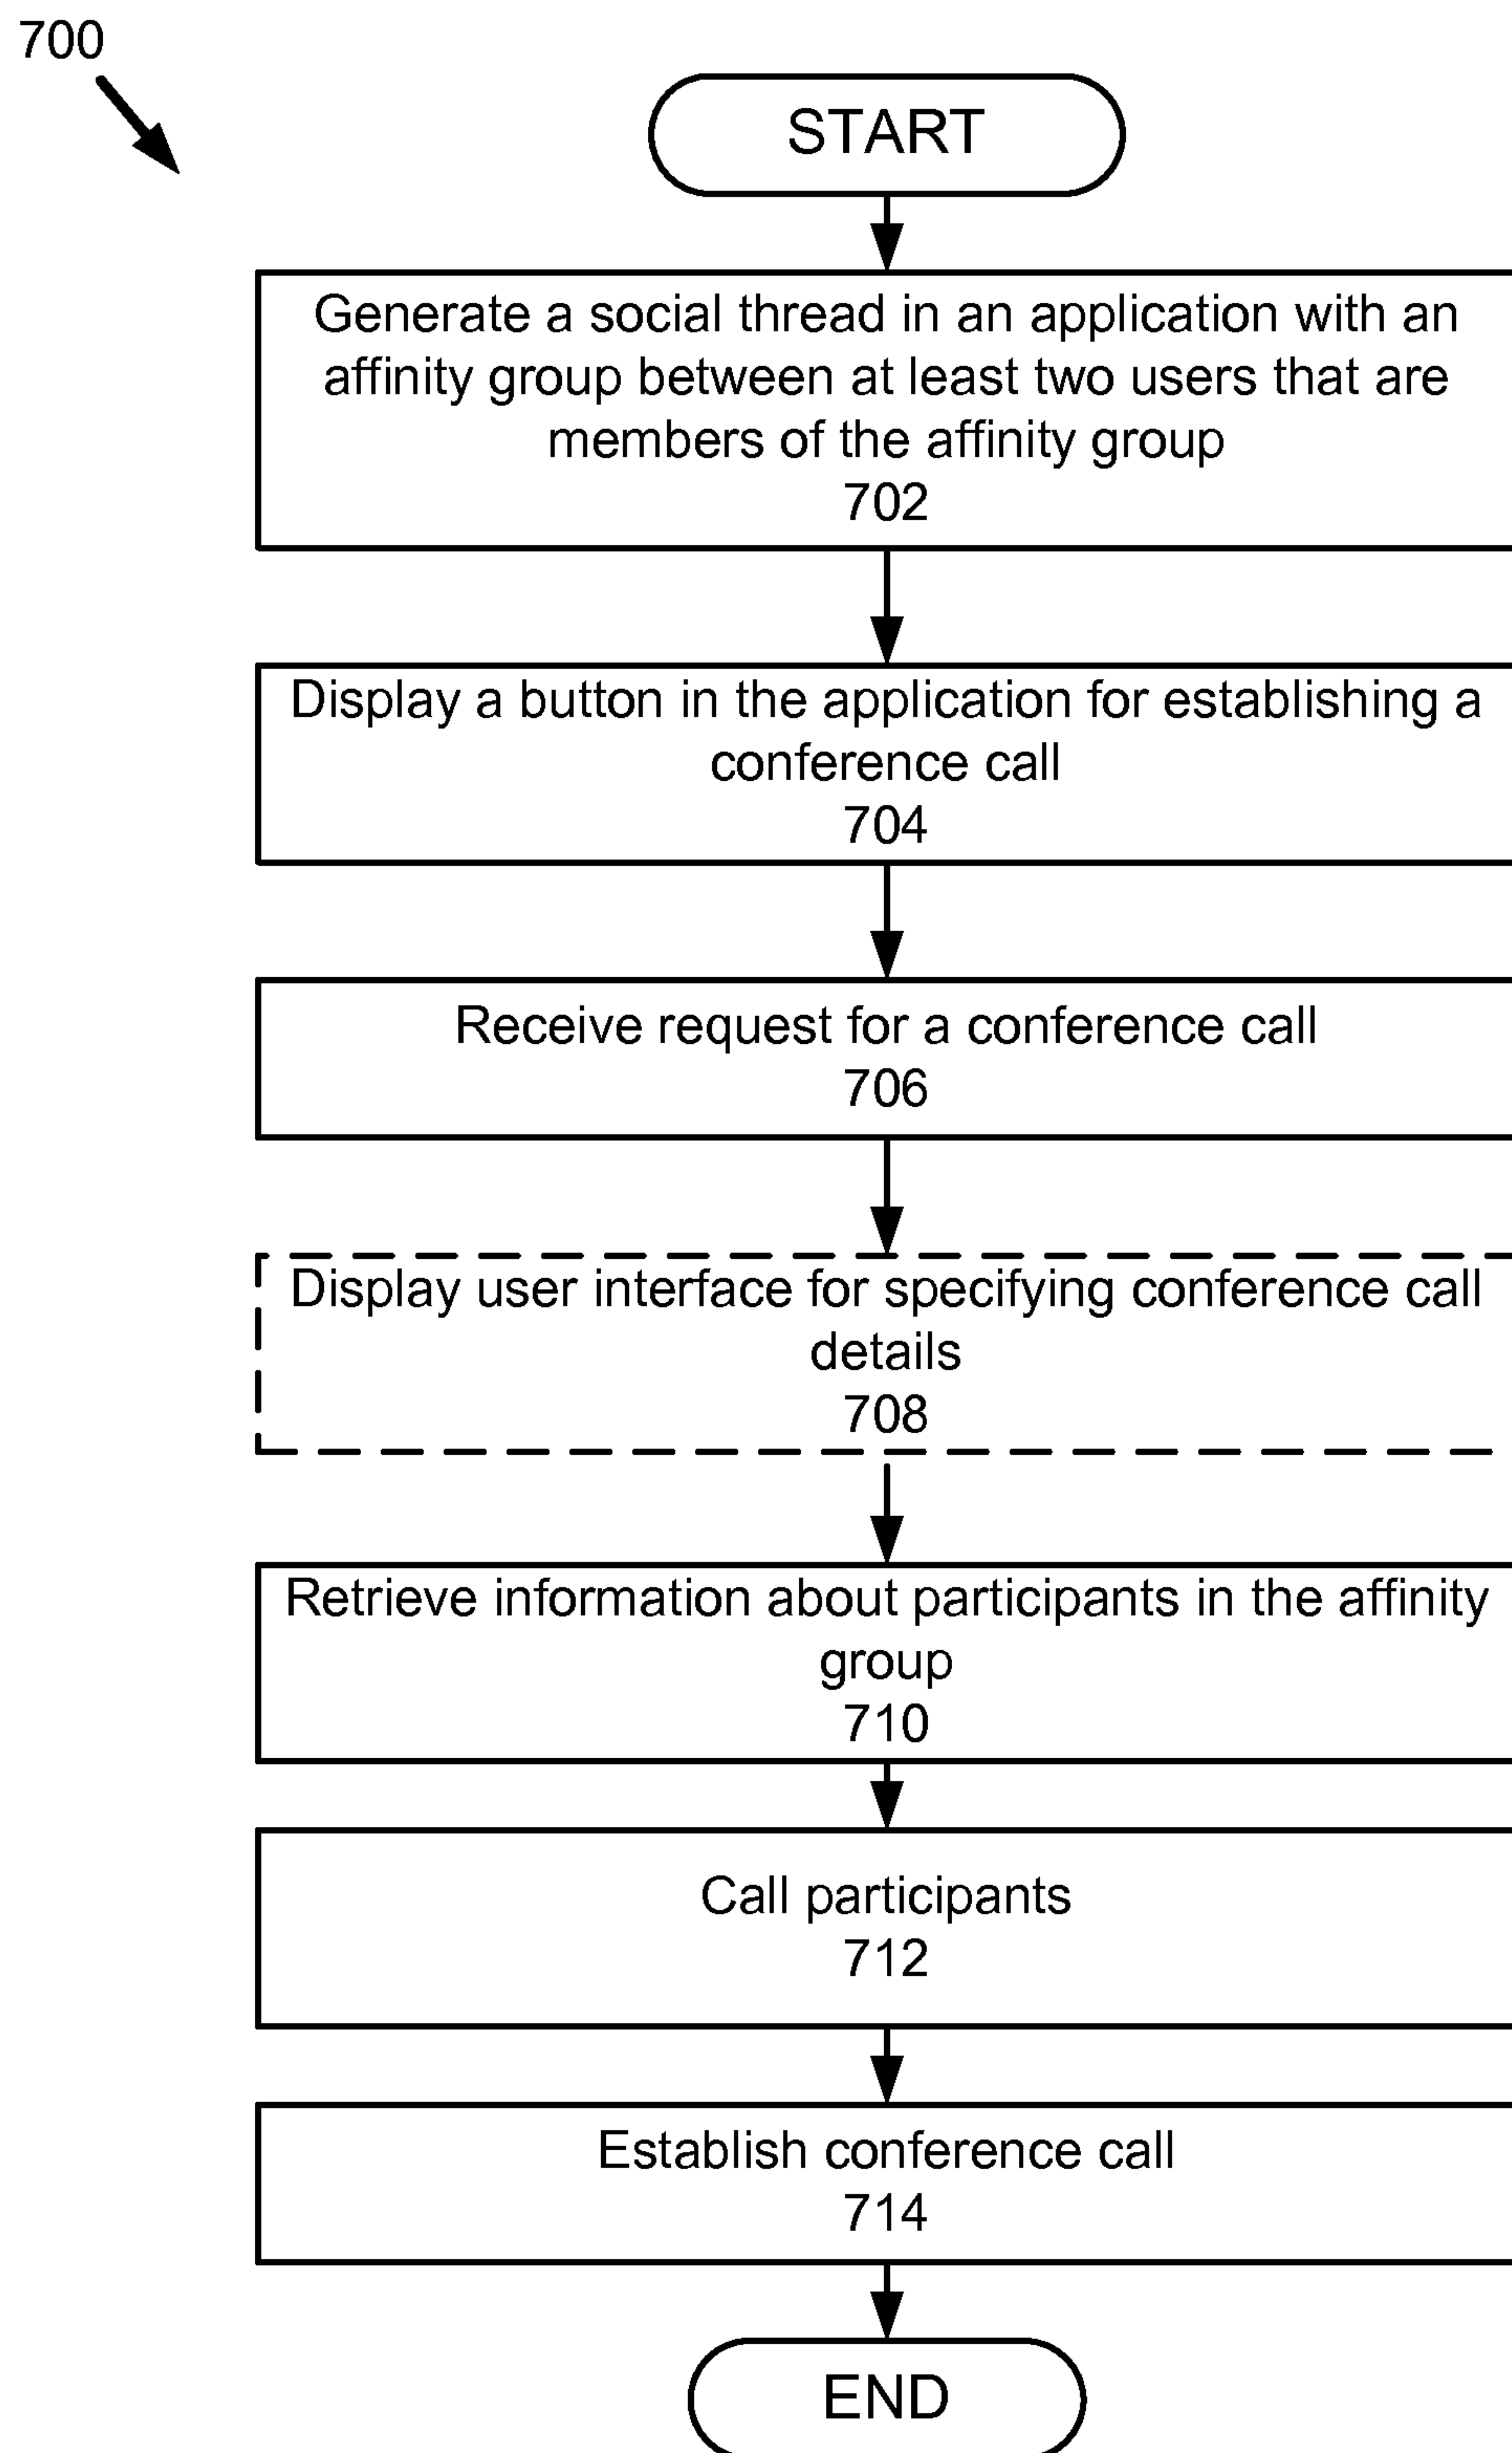 700
START
Generate a social thread in an application with an
affinity group between at least two users that are
members of the affinity group
702
Display a button in the application for establishing a
conference call
704
Receive request for a conference call
706
Display user interface for specifying conference call
details
708
Retrieve information about participants in the affinity
group
710
Call participants
712
Establish conference call
714
END